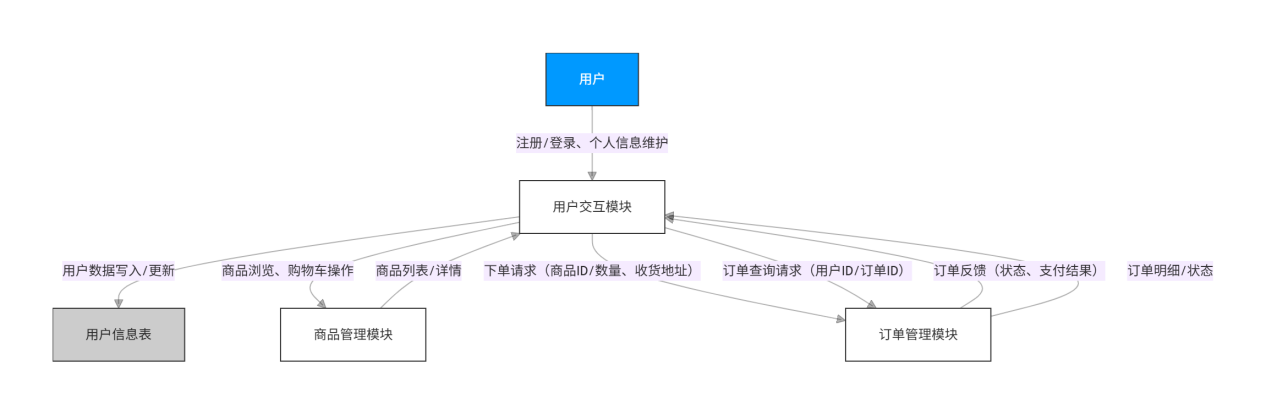 用户
注册/登录、个人信息维护
用户交互模块
用户数据写入/更新
商品浏览、购物车操作
商品列表/详情
下单请求（商品ID/数量、收货地址）
订单查询请求（用户ID/订单ID）
订单反馈（状态、支付结果）
订单明细/状态
用户信息表
商品管理模块
订单管理模块